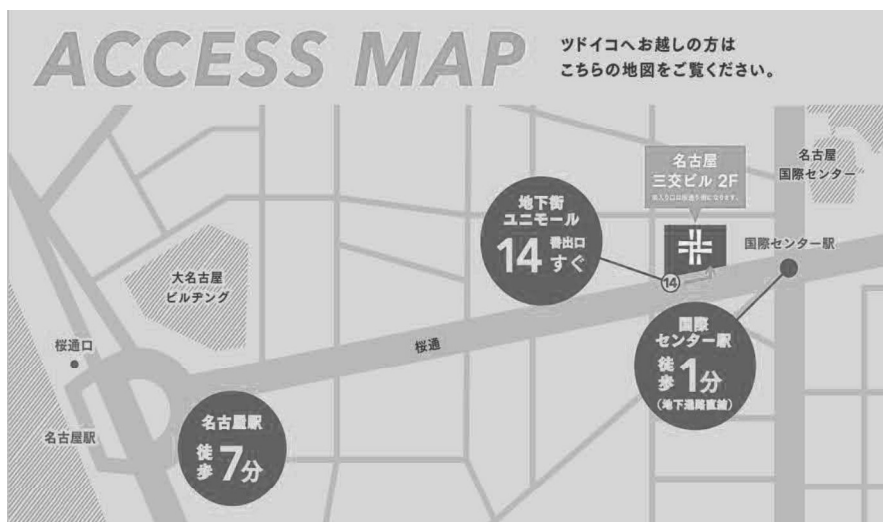 ACCESS MAP
ツドイコへお越しの方は
こちらの地図をご覧ください。
名古屋
三交ビル 2F
名古屋
国際センター
地下街
ユニモール
14 番出口
すぐ
国際センター駅
14
大名古屋
ビルヂング
桜通
国際
センター駅
徒歩 1分
(地下通路直結)
桜通口
名古屋駅
名古屋駅
徒歩 7分